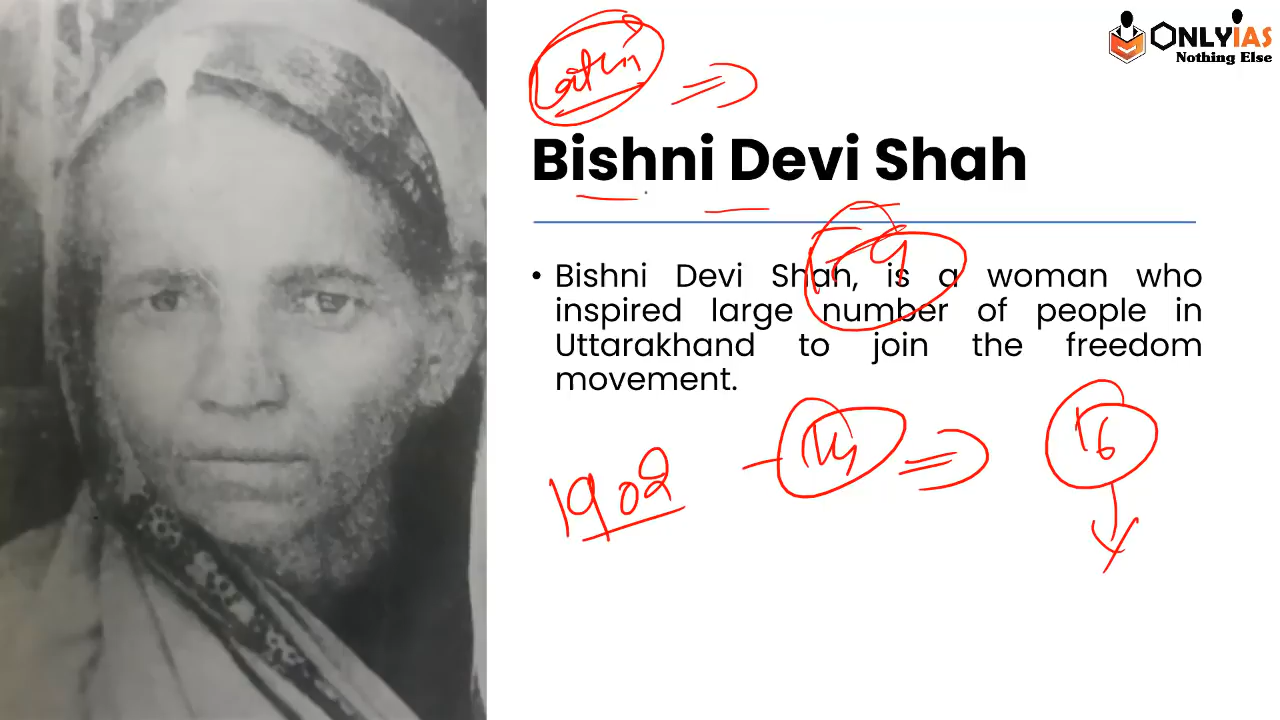 ONLYIAS
Nothing Else
Bishni Devi Shah
19
• Bishni Devi Shah, is a woman who
inspired large number of people in
Uttarakhand to join the freedom
movement.
1902
14
16